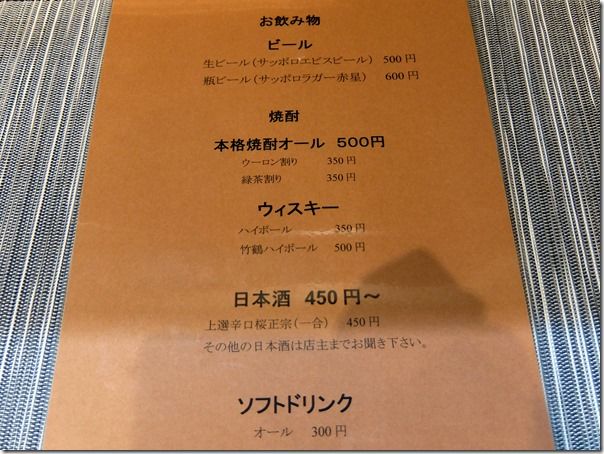 お飲み物
ビール
生ビール（サッポロエビスビール） 500円
瓶ビール（サッポロラガー赤星） 600円
焼酎
本格焼酎オール 500円
ウーロン割り 350円
緑茶割り 350円
ウィスキー
ハイボール 350円
竹鶴ハイボール 500円
日本酒 450円～
上選辛口桜正宗（一合） 450円
その他の日本酒は店主までお聞き下さい。
ソフトドリンク
オール 300円